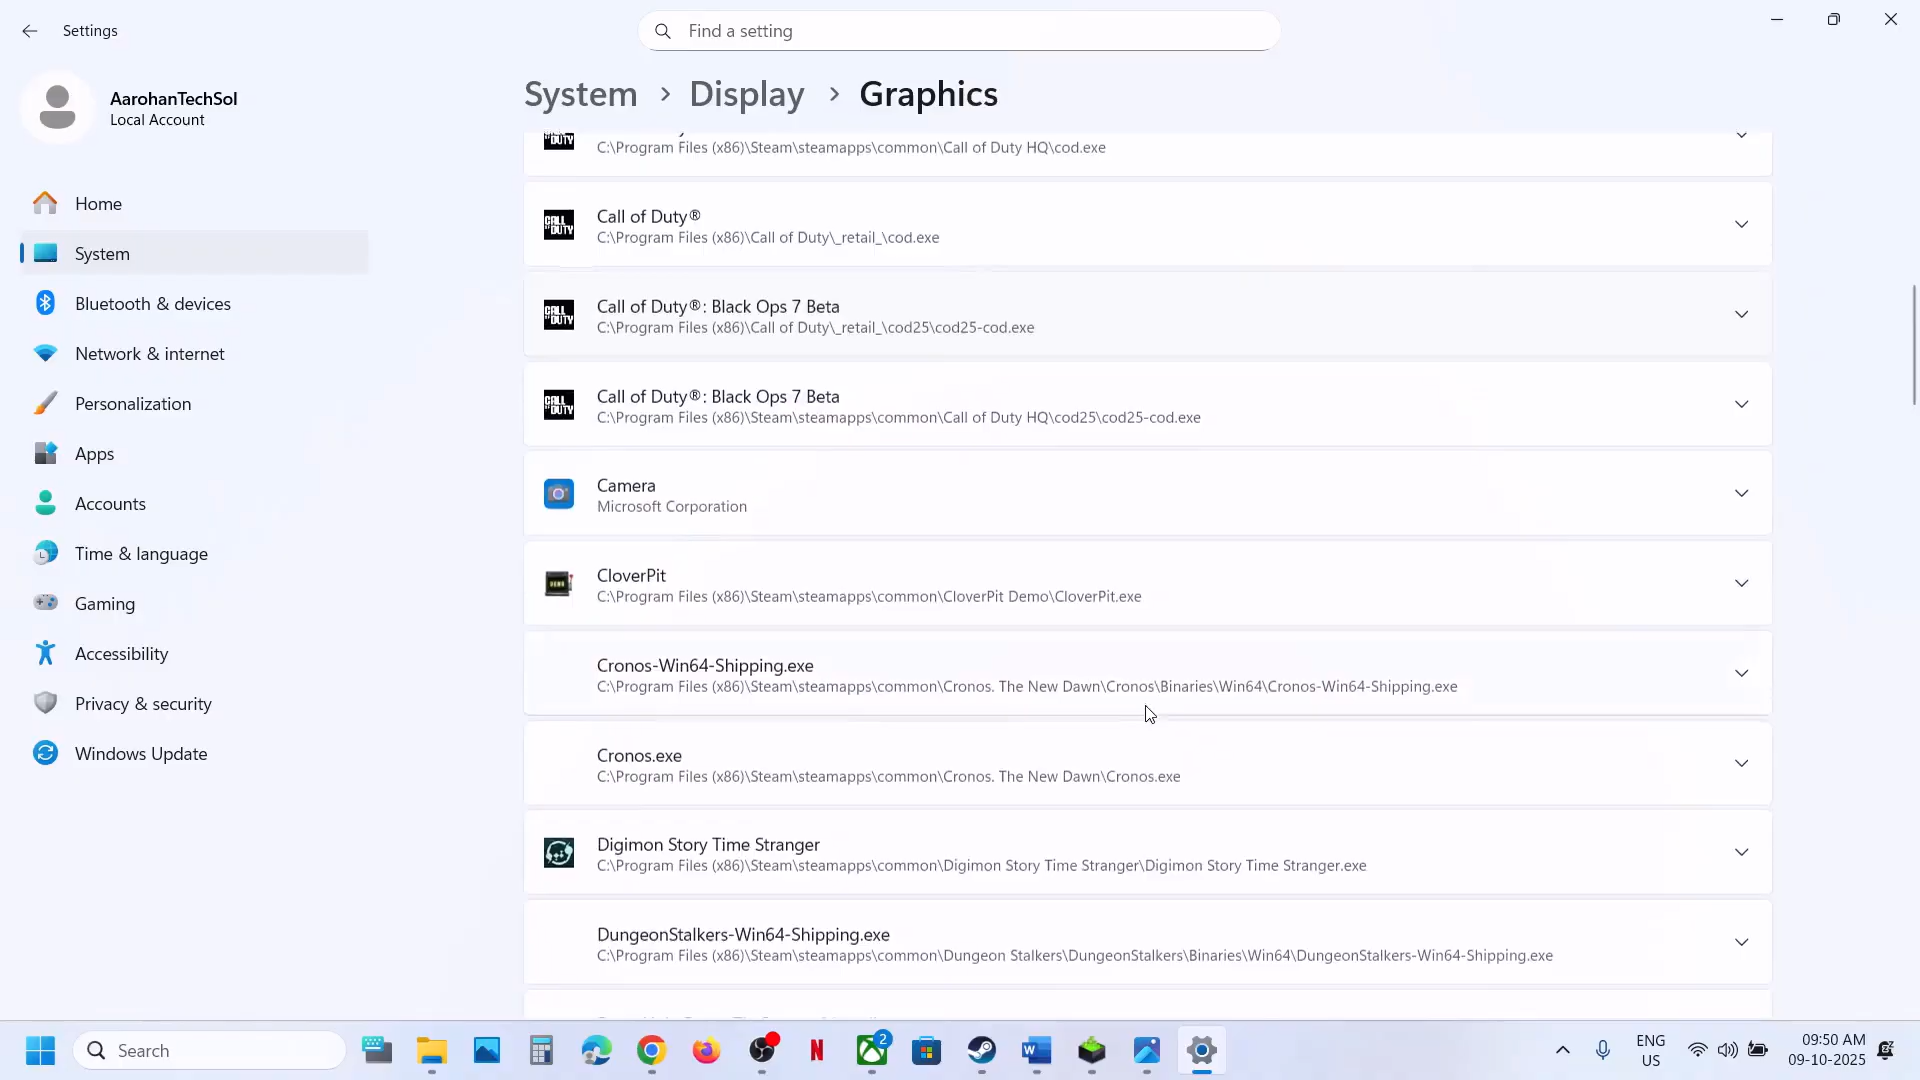 Settings
Find a setting
AarohanTechSol
Local Account
Home
System
Bluetooth & devices
Network & internet
Personalization
Apps
Accounts
Time & language
Gaming
Accessibility
Privacy & security
Windows Update
System > Display > Graphics
C:\Program Files (x86)\Steam\steamapps\common\Call of Duty HQ\cod.exe
Call of Duty®
C:\Program Files (x86)\Call of Duty\_retail_\cod.exe
Call of Duty®: Black Ops 7 Beta
C:\Program Files (x86)\Call of Duty\_retail_\cod25\cod25-cod.exe
Call of Duty®: Black Ops 7 Beta
C:\Program Files (x86)\Steam\steamapps\common\Call of Duty HQ\cod25\cod25-cod.exe
Camera
Microsoft Corporation
CloverPit
C:\Program Files (x86)\Steam\steamapps\common\CloverPit Demo\CloverPit.exe
Cronos-Win64-Shipping.exe
C:\Program Files (x86)\Steam\steamapps\common\Cronos. The New Dawn\Cronos\Binaries\Win64\Cronos-Win64-Shipping.exe
Cronos.exe
C:\Program Files (x86)\Steam\steamapps\common\Cronos. The New Dawn\Cronos.exe
Digimon Story Time Stranger
C:\Program Files (x86)\Steam\steamapps\common\Digimon Story Time Stranger\Digimon Story Time Stranger.exe
DungeonStalkers-Win64-Shipping.exe
C:\Program Files (x86)\Steam\steamapps\common\Dungeon Stalkers\DungeonStalkers\Binaries\Win64\DungeonStalkers-Win64-Shipping.exe
Search
2
ENG
US
09:50 AM
09-10-2025